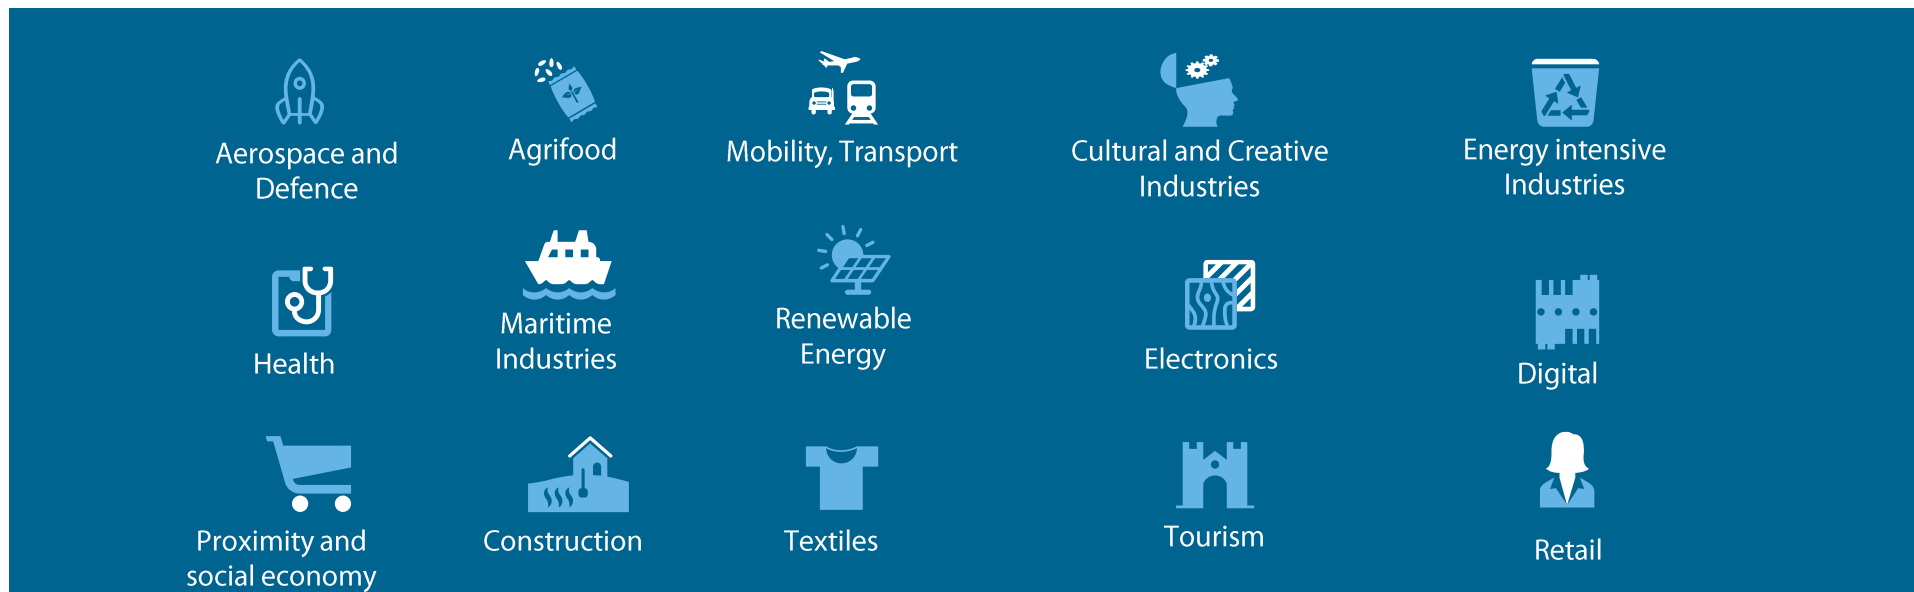 Aerospace and
Defence
Agrifood
Mobility, Transport
Cultural and Creative
Industries
Energy intensive
Industries
Health
Maritime
Industries
Renewable
Energy
Electronics
Digital
Proximity and
social economy
Construction
Textiles
Tourism
Retail